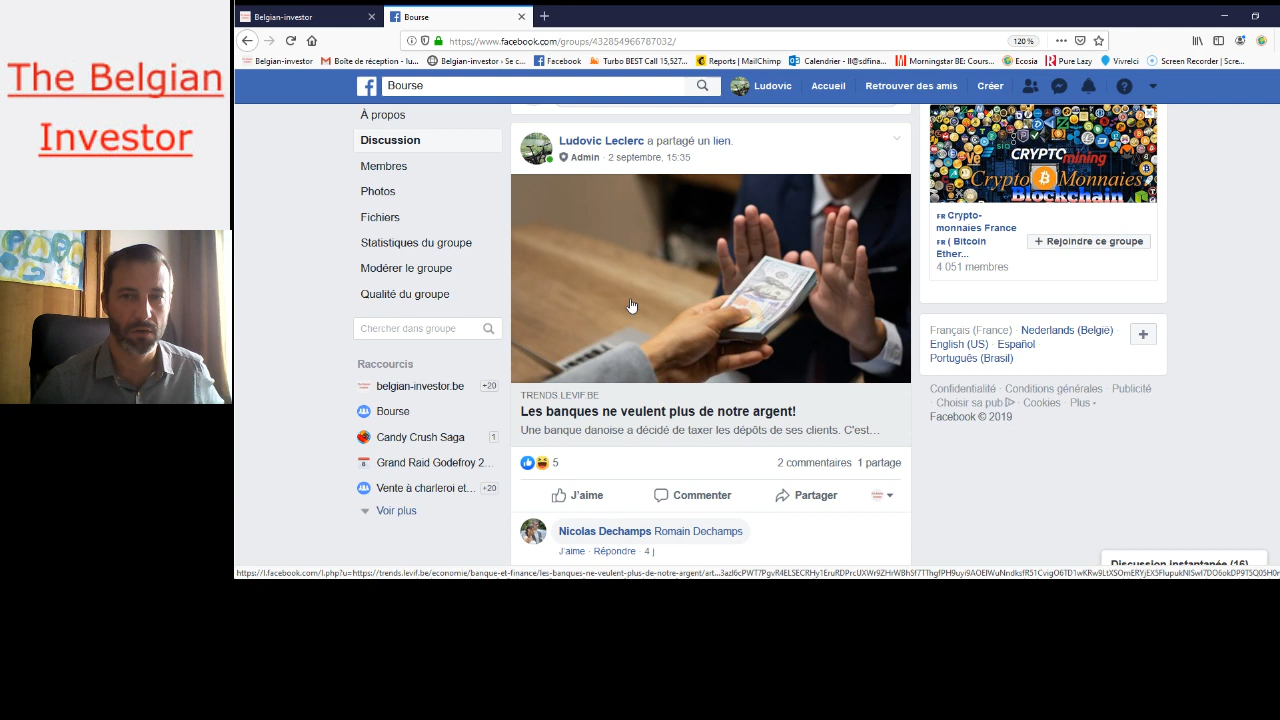 The Belgian
Investor
Belgian-investor
Bourse
https://www.facebook.com/groups/432854966787032/
120 %
Belgian-investor
Boîte de réception - lu...
Belgian-investor › Se c...
Facebook
Turbo BEST Call 15,527...
Reports | MailChimp
Calendrier - ll@sdfina...
Morningstar BE: Cours...
Ecosia
Pure Lazy
Vivrelci
Screen Recorder | Scre...
Bourse
Ludovic
Accueil
Retrouver des amis
Créer
À propos
Discussion
Membres
Photos
Fichiers
Statistiques du groupe
Modérer le groupe
Qualité du groupe
Chercher dans groupe
Raccourcis
belgian-investor.be +20
Bourse
Candy Crush Saga 1
Grand Raid Godefroy 2...
Vente à charleroi et... +20
Voir plus
Ludovic Leclerc a partagé un lien.
Admin · 2 septembre, 15:35
TRENDS.LEVIF.BE
Les banques ne veulent plus de notre argent!
Une banque danoise a décidé de taxer les dépôts de ses clients. C'est...
5
2 commentaires 1 partage
J'aime
Commenter
Partager
Nicolas Dechamps Romain Dechamps
J'aime · Répondre · 4 j
CRYPTOmining
Crypto Monnaies
Blockchain
FR Crypto-
monnaies France
FR ( Bitcoin
Ether...
+ Rejoindre ce groupe
4 051 membres
Français (France) · Nederlands (België) ·
English (US) · Español ·
Português (Brasil)
Confidentialité · Conditions générales · Publicité
· Choisir sa pub · Cookies · Plus
Facebook © 2019
Discussion instantanée (16)